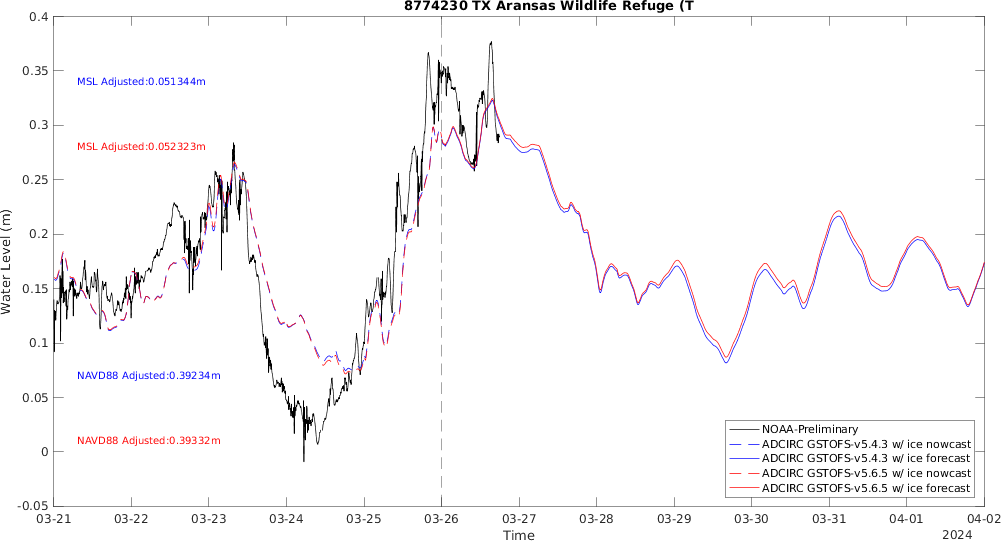 8774230 TX Aransas Wildlife Refuge (T
0.4
0.35
0.3
0.25
0.2
0.15
0.1
0.05
0
-0.05
Water Level (m)
MSL Adjusted:0.051344m
MSL Adjusted:0.052323m
NAVD88 Adjusted:0.39234m
NAVD88 Adjusted:0.39332m
NOAA-Preliminary
ADCIRC GSTOFS-v5.4.3 w/ ice nowcast
ADCIRC GSTOFS-v5.4.3 w/ ice forecast
ADCIRC GSTOFS-v5.6.5 w/ ice nowcast
ADCIRC GSTOFS-v5.6.5 w/ ice forecast
03-21 03-22 03-23 03-24 03-25 03-26 03-27 03-28 03-29 03-30 03-31 04-01 04-02
Time
2024